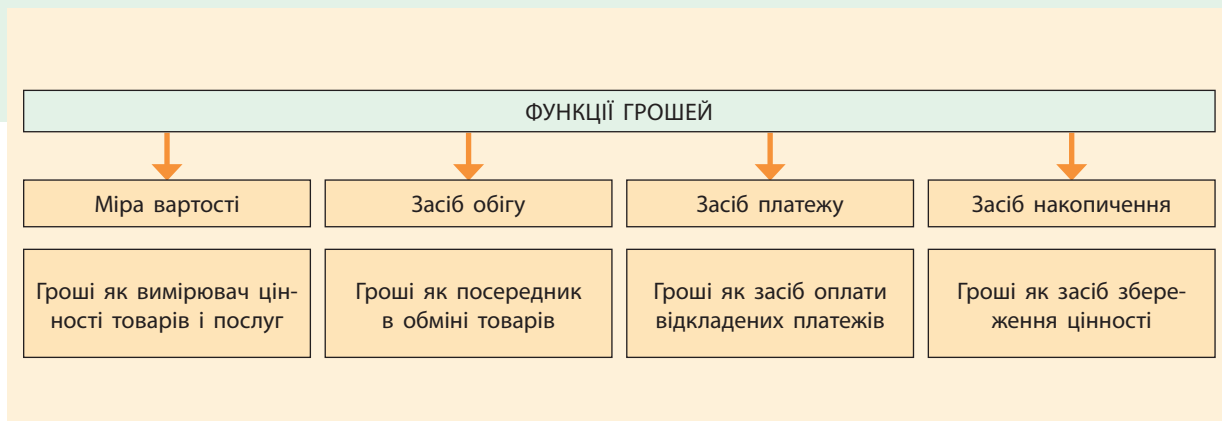 ФУНКЦІЇ ГРОШЕЙ
Міра вартості
Засіб обігу
Засіб платежу
Засіб накопичення
Гроші як вимірювач цін-
ності товарів і послуг
Гроші як посередник
в обміні товарів
Гроші як засіб оплати
відкладених платежів
Гроші як засіб збере-
ження цінності